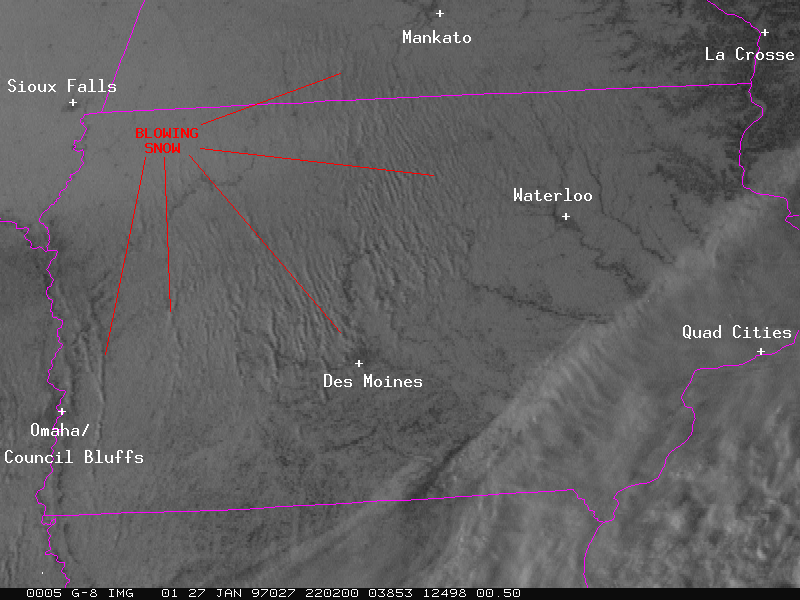 Mankato
La Crosse
Sioux Falls
BLOWING
SNOW
Waterloo
Quad Cities
Des Moines
Omaha/
Council Bluffs
0005 G-8 IMG 01 27 JAN 97027 220200 03853 12498 00.50